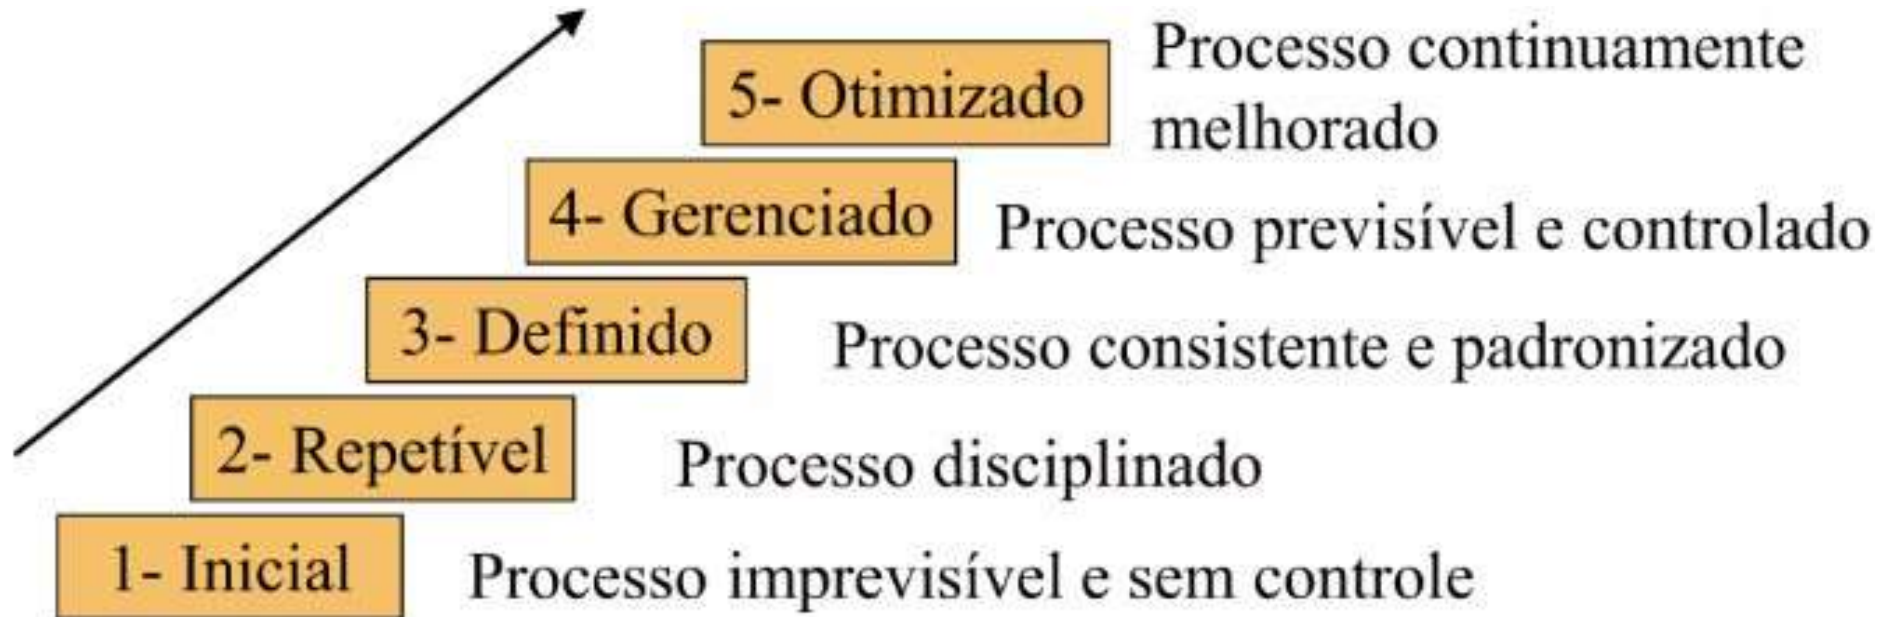 5- Otimizado
Processo continuamente
melhorado
4- Gerenciado
Processo previsível e controlado
3- Definido
Processo consistente e padronizado
2- Repetível
Processo disciplinado
1- Inicial
Processo imprevisível e sem controle